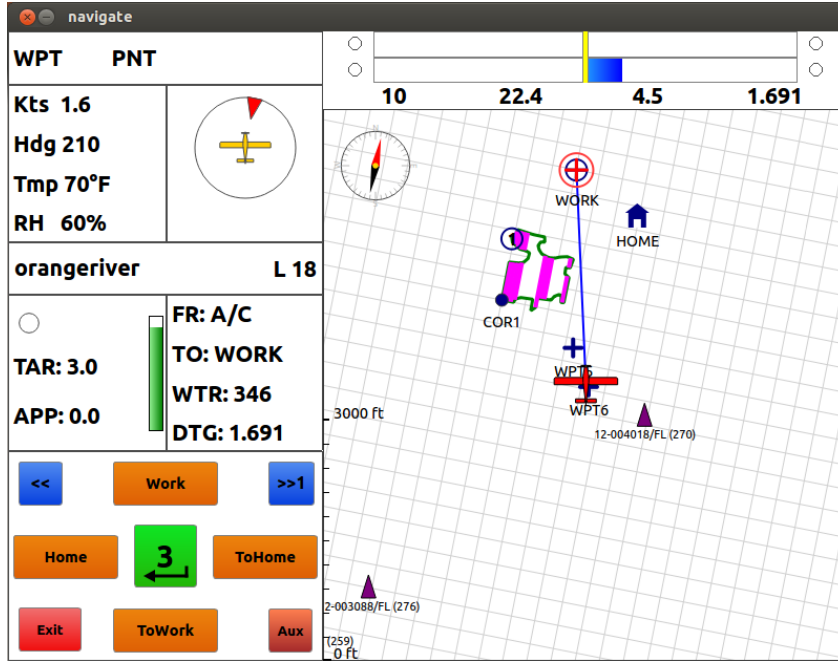 navigate
WPT PNT
Kts 1.6
Hdg 210
Tmp 70ºF
RH 60%
orangeriver L 18
TAR: 3.0
APP: 0.0
FR: A/C
TO: WORK
WTR: 346
DTG: 1.691
<< Work >>1
Home 3 ToHome
Exit ToWork Aux
10 22.4 4.5 1.691
WORK
HOME
1
COR1
WPT5
WPT6
3000 ft
12-004018/FL (270)
2-003088/FL (276)
(259)
0 ft